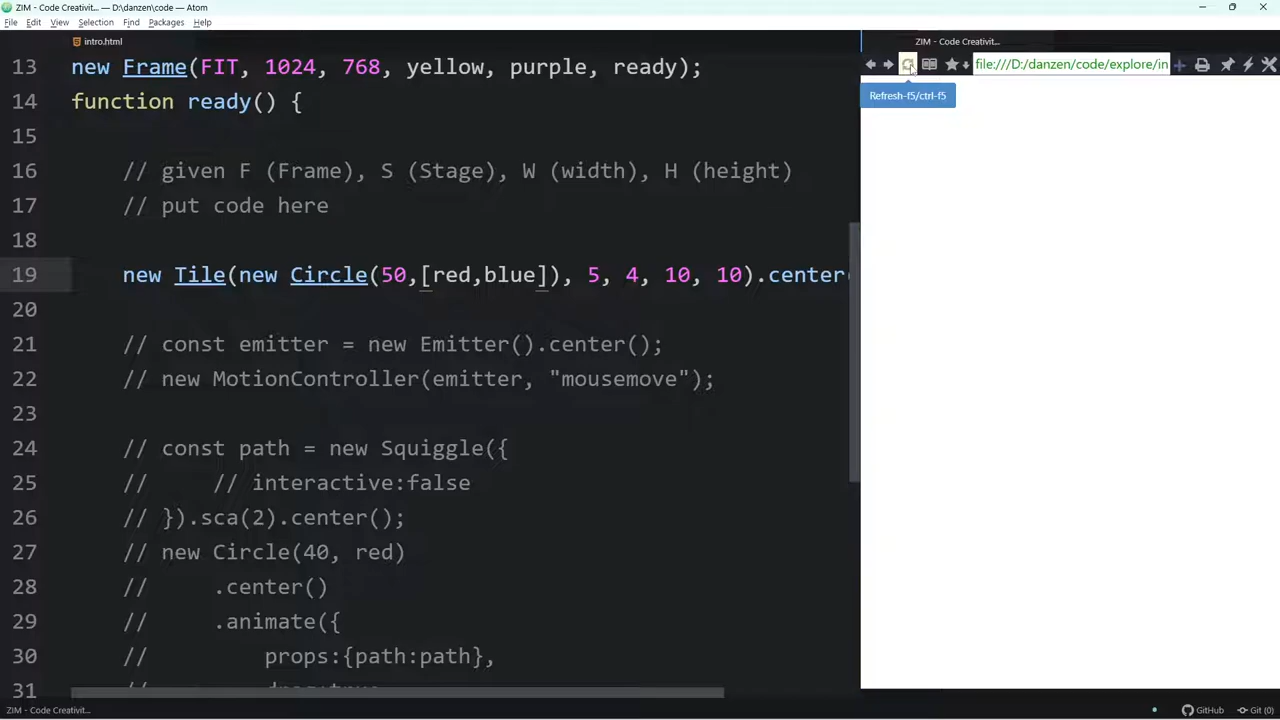 ZIM - Code Creativit... — D:\danzen\code — Atom
File Edit View Selection Find Packages Help
intro.html
ZIM - Code Creativit...
file:///D:/danzen/code/explore/in
Refresh-f5/ctrl-f5
13 new Frame(FIT, 1024, 768, yellow, purple, ready);
14 function ready() {
15
16 // given F (Frame), S (Stage), W (width), H (height)
17 // put code here
18
19 new Tile(new Circle(50,[red,blue]), 5, 4, 10, 10).center(
20
21 // const emitter = new Emitter().center();
22 // new MotionController(emitter, "mousemove");
23
24 // const path = new Squiggle({
25 // // interactive:false
26 // }).sca(2).center();
27 // new Circle(40, red)
28 // .center()
29 // .animate({
30 // props:{path:path},
31 //
ZIM - Code Creativit...
GitHub
Git (0)